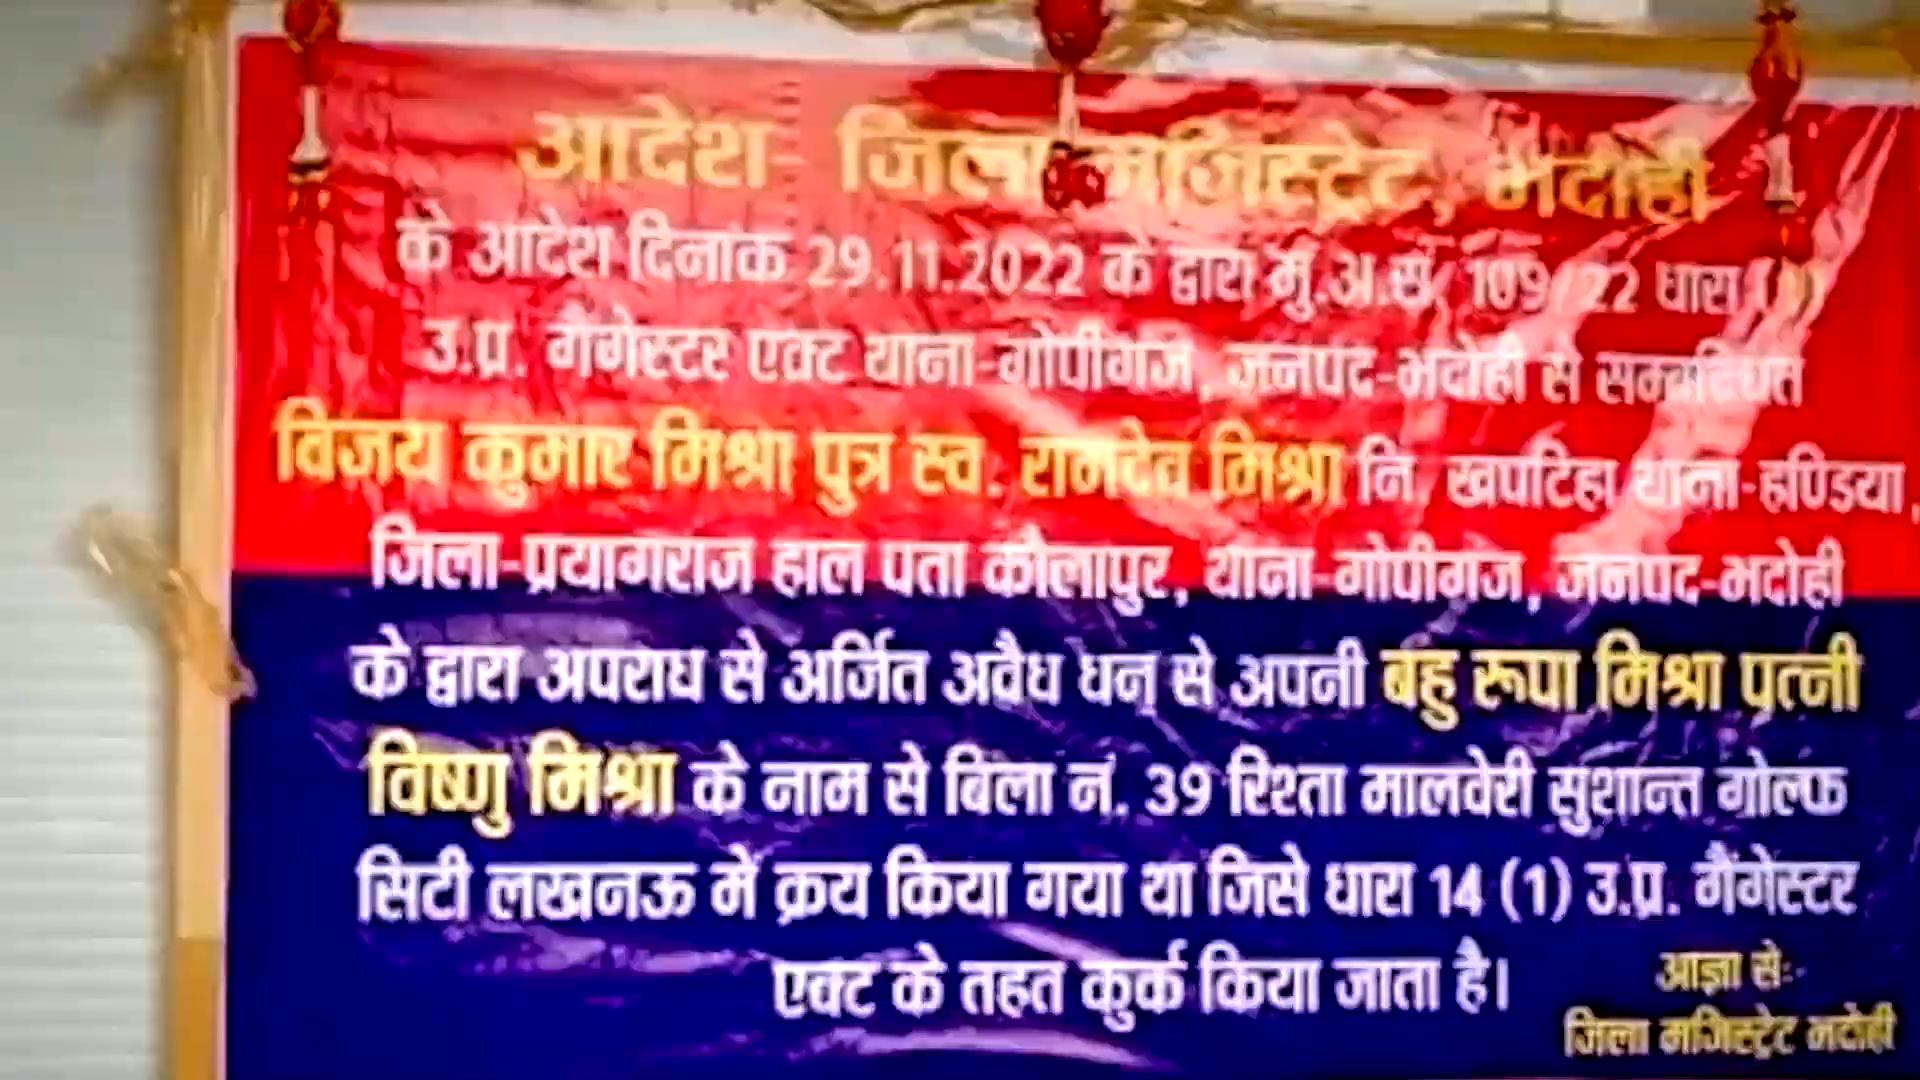 आदेश जिला मजिस्ट्रेट, भदोही
के आदेश दिनाक 29.11.2022 के द्वारा मु.अ.सं. 109/22 धारा
उ.प्र. गैंगेस्टर एक्ट थाना-गोपीगंज, जनपद-भदोही से सम्बन्धित
विजय कुमार मिश्रा पुत्र स्व. रामदेव मिश्रा नि. खपटिहा थाना-हण्डिया,
जिला-प्रयागराज हाल पता कौलापुर, थाना-गोपीगंज, जनपद-भदोही
के द्वारा अपराध से अर्जित अवैध धन से अपनी बहु रूपा मिश्रा पत्नी
विष्णु मिश्रा के नाम से बिला नं. 39 रिश्ता मालवेरी सुशान्त गोल्फ
सिटी लखनऊ में क्रय किया गया था जिसे धारा 14 (1) उ.प्र. गैंगेस्टर
एक्ट के तहत कुर्क किया जाता है।
आज्ञा से:-
जिला मजिस्ट्रेट भदोही